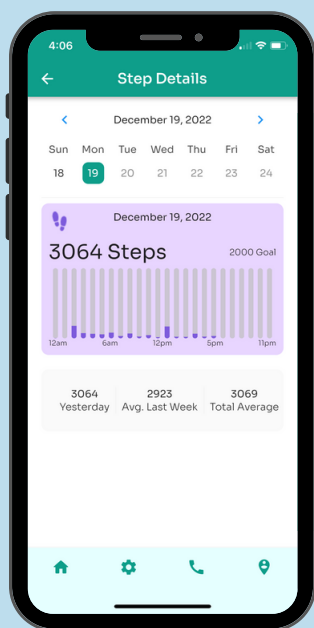 4:06
Step Details
December 19, 2022
Sun Mon Tue Wed Thu Fri Sat
18 19 20 21 22 23 24
December 19, 2022
3064 Steps
2000 Goal
12am 6am 12pm 5pm 11pm
3064 2923 3069
Yesterday Avg. Last Week Total Average